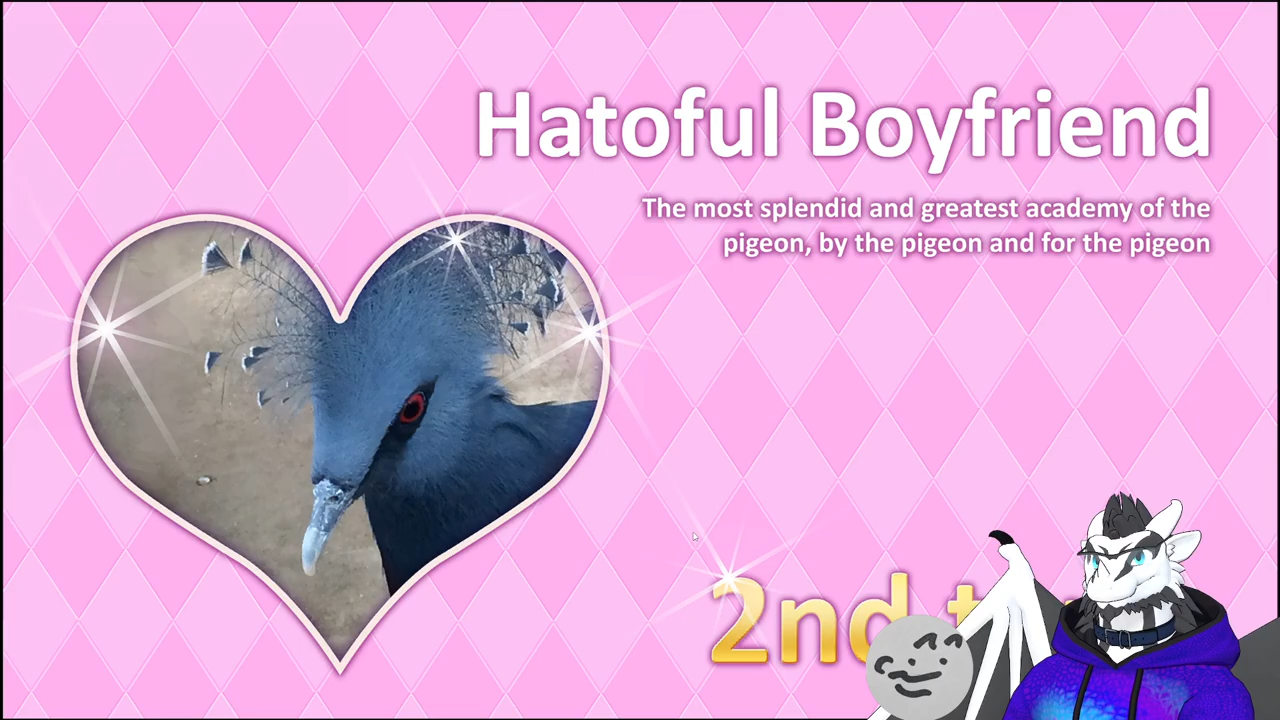 Hatoful Boyfriend
The most splendid and greatest academy of the
pigeon, by the pigeon and for the pigeon
2nd